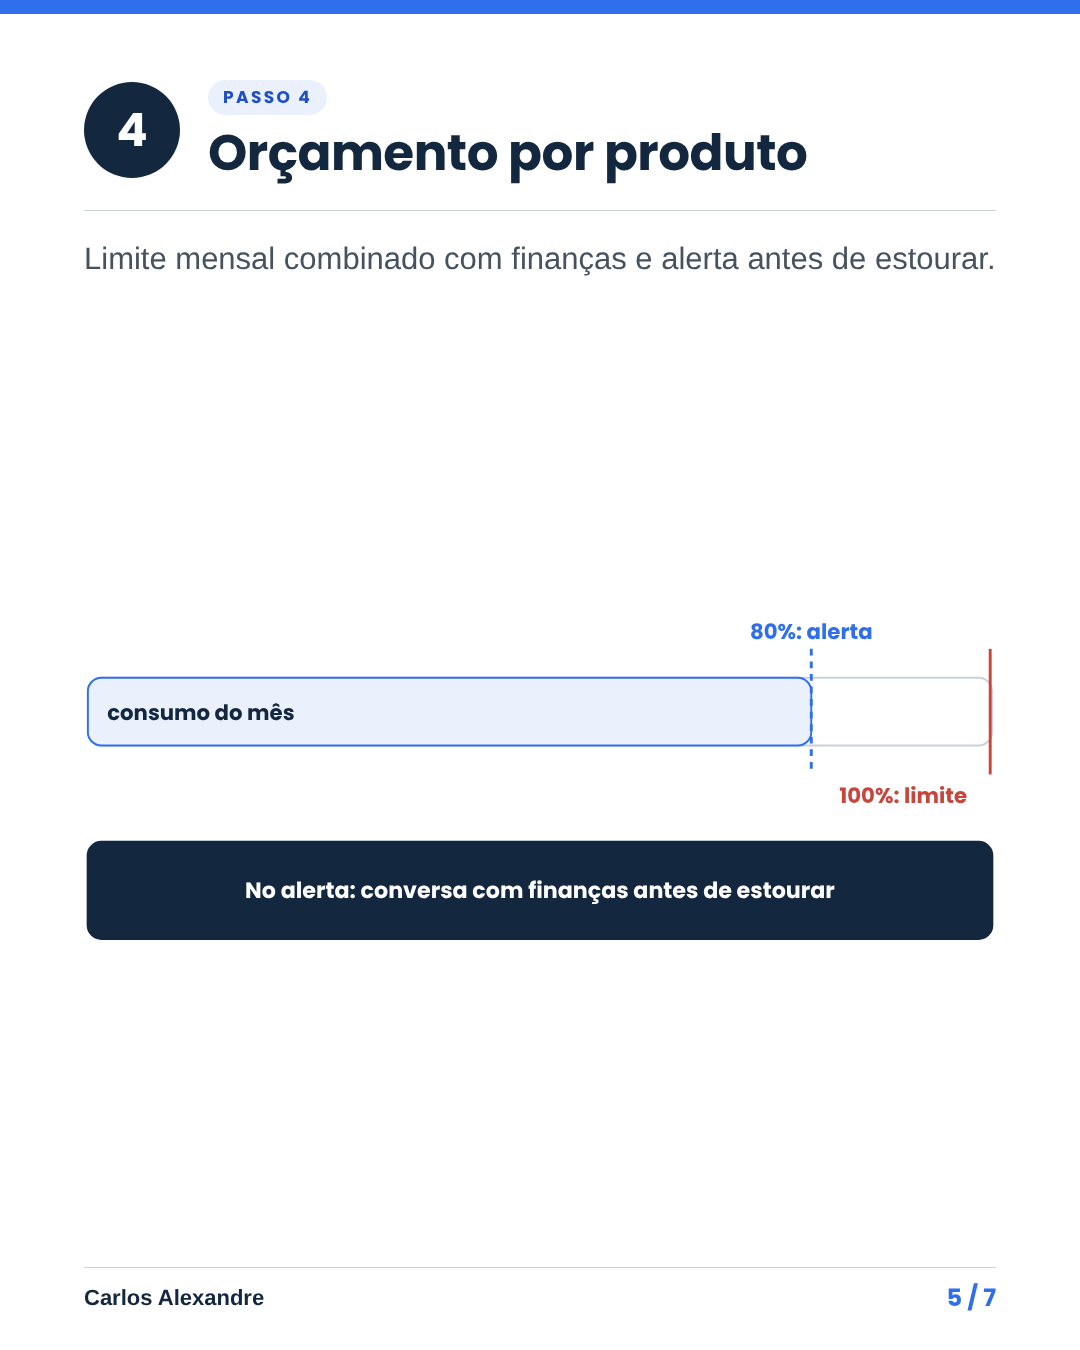 4
PASSO 4
Orçamento por produto
Limite mensal combinado com finanças e alerta antes de estourar.
80%: alerta
consumo do mês
100%: limite
No alerta: conversa com finanças antes de estourar
Carlos Alexandre
5 / 7